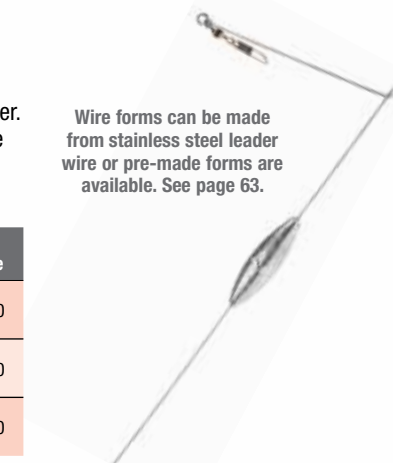 er.
e
Wire forms can be made
from stainless steel leader
wire or pre-made forms are
available. See page 63.
e
0
0
0